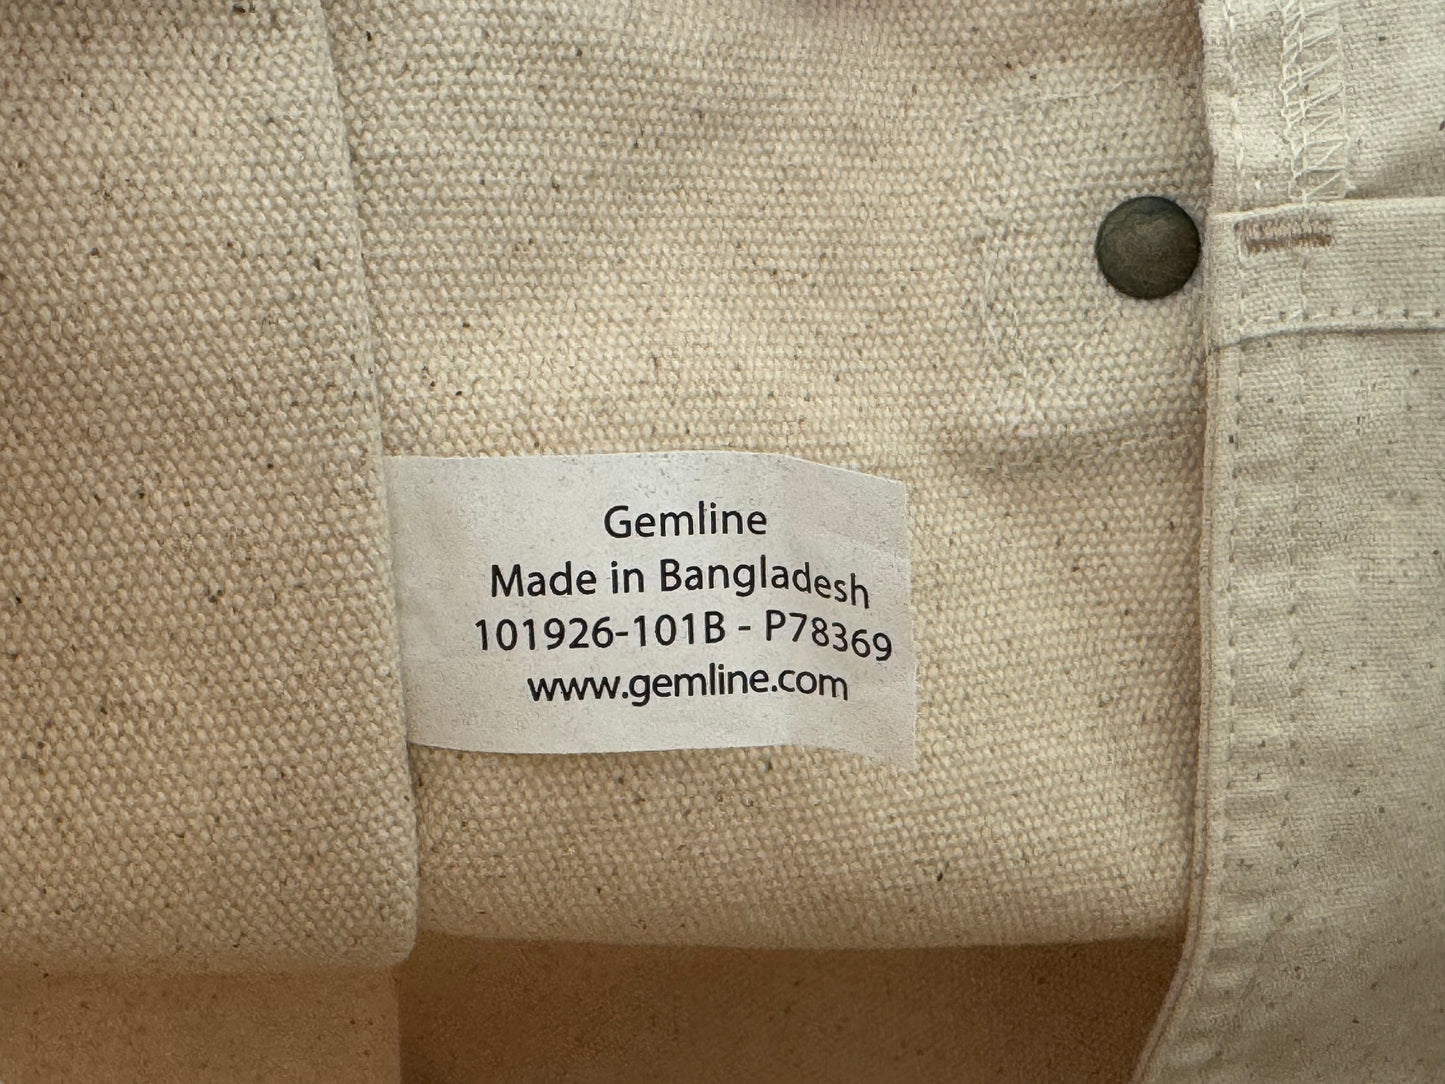 Gemline
Made in Bangladesh
101926-101B - P78369
www.gemline.com